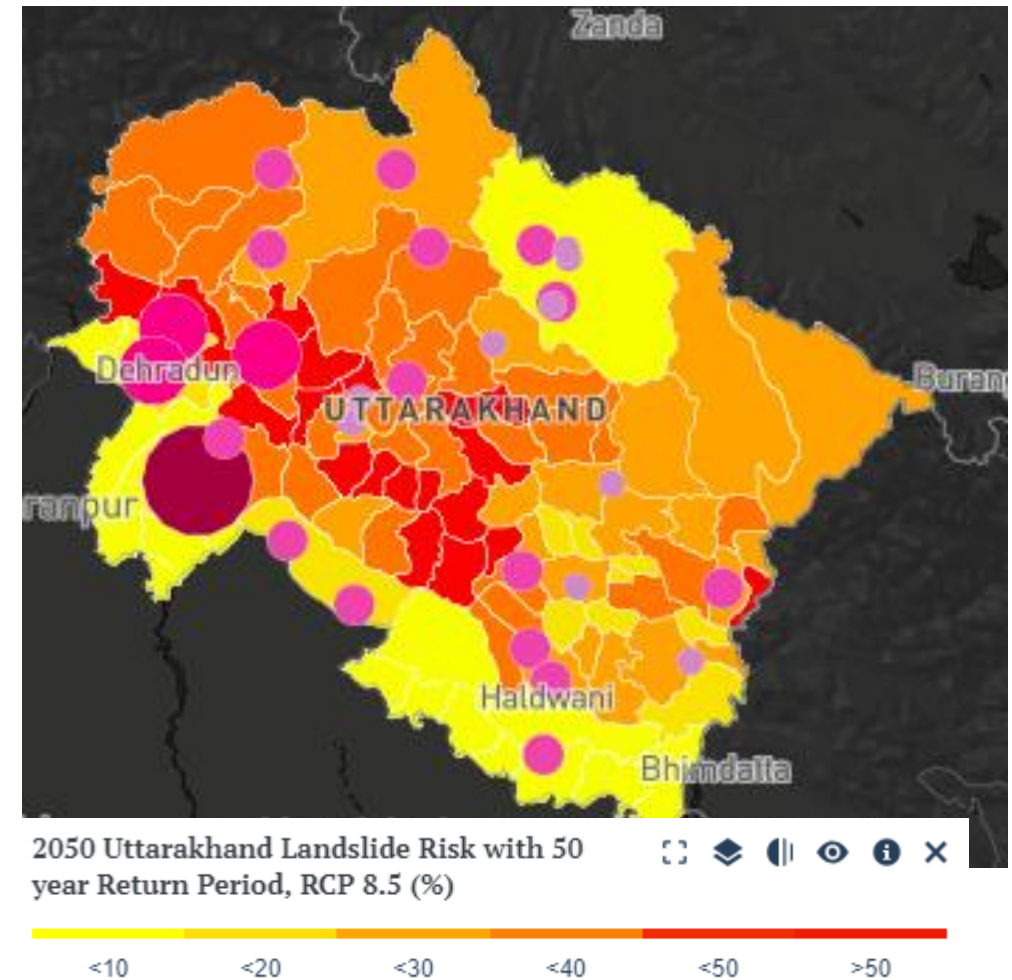 Zanda
Dehradun
Burang
UTTARAKHAND
ranpur
Haldwani
Bhimdatta
2050 Uttarakhand Landslide Risk with 50
year Return Period, RCP 8.5 (%)
<10 <20 <30 <40 <50 >50